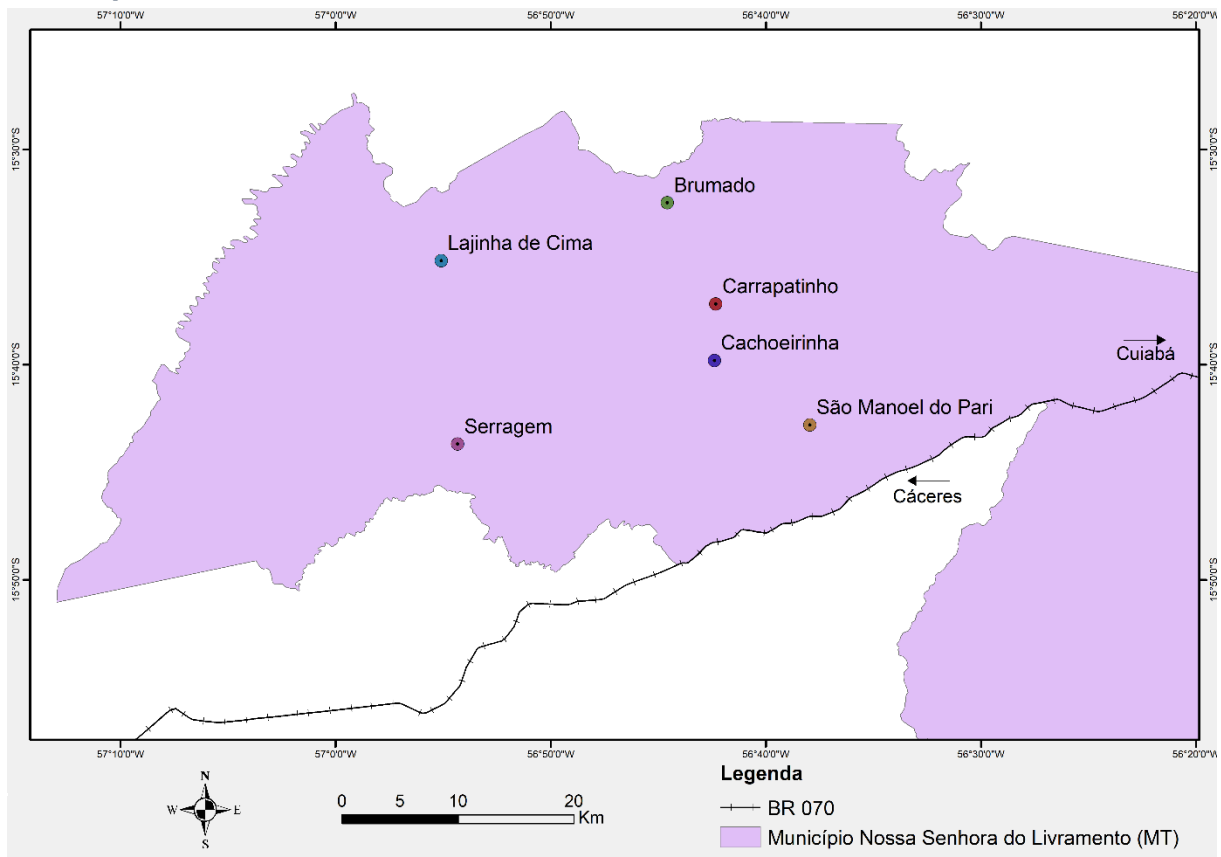 57°10'0"W 57°0'0"W 56°50'0"W 56°40'0"W 56°30'0"W 56°20'0"W
15°30'0"S 15°30'0"S
Brumado
Lajinha de Cima
Carrapatinho
Cachoeirinha
Cuiabá
15°40'0"S 15°40'0"S
São Manoel do Pari
Serragem
Cáceres
15°50'0"S 15°50'0"S
57°10'0"W 57°0'0"W 56°50'0"W 56°40'0"W 56°30'0"W 56°20'0"W
N
W E
S
0 5 10 20
Km
Legenda
BR 070
Município Nossa Senhora do Livramento (MT)